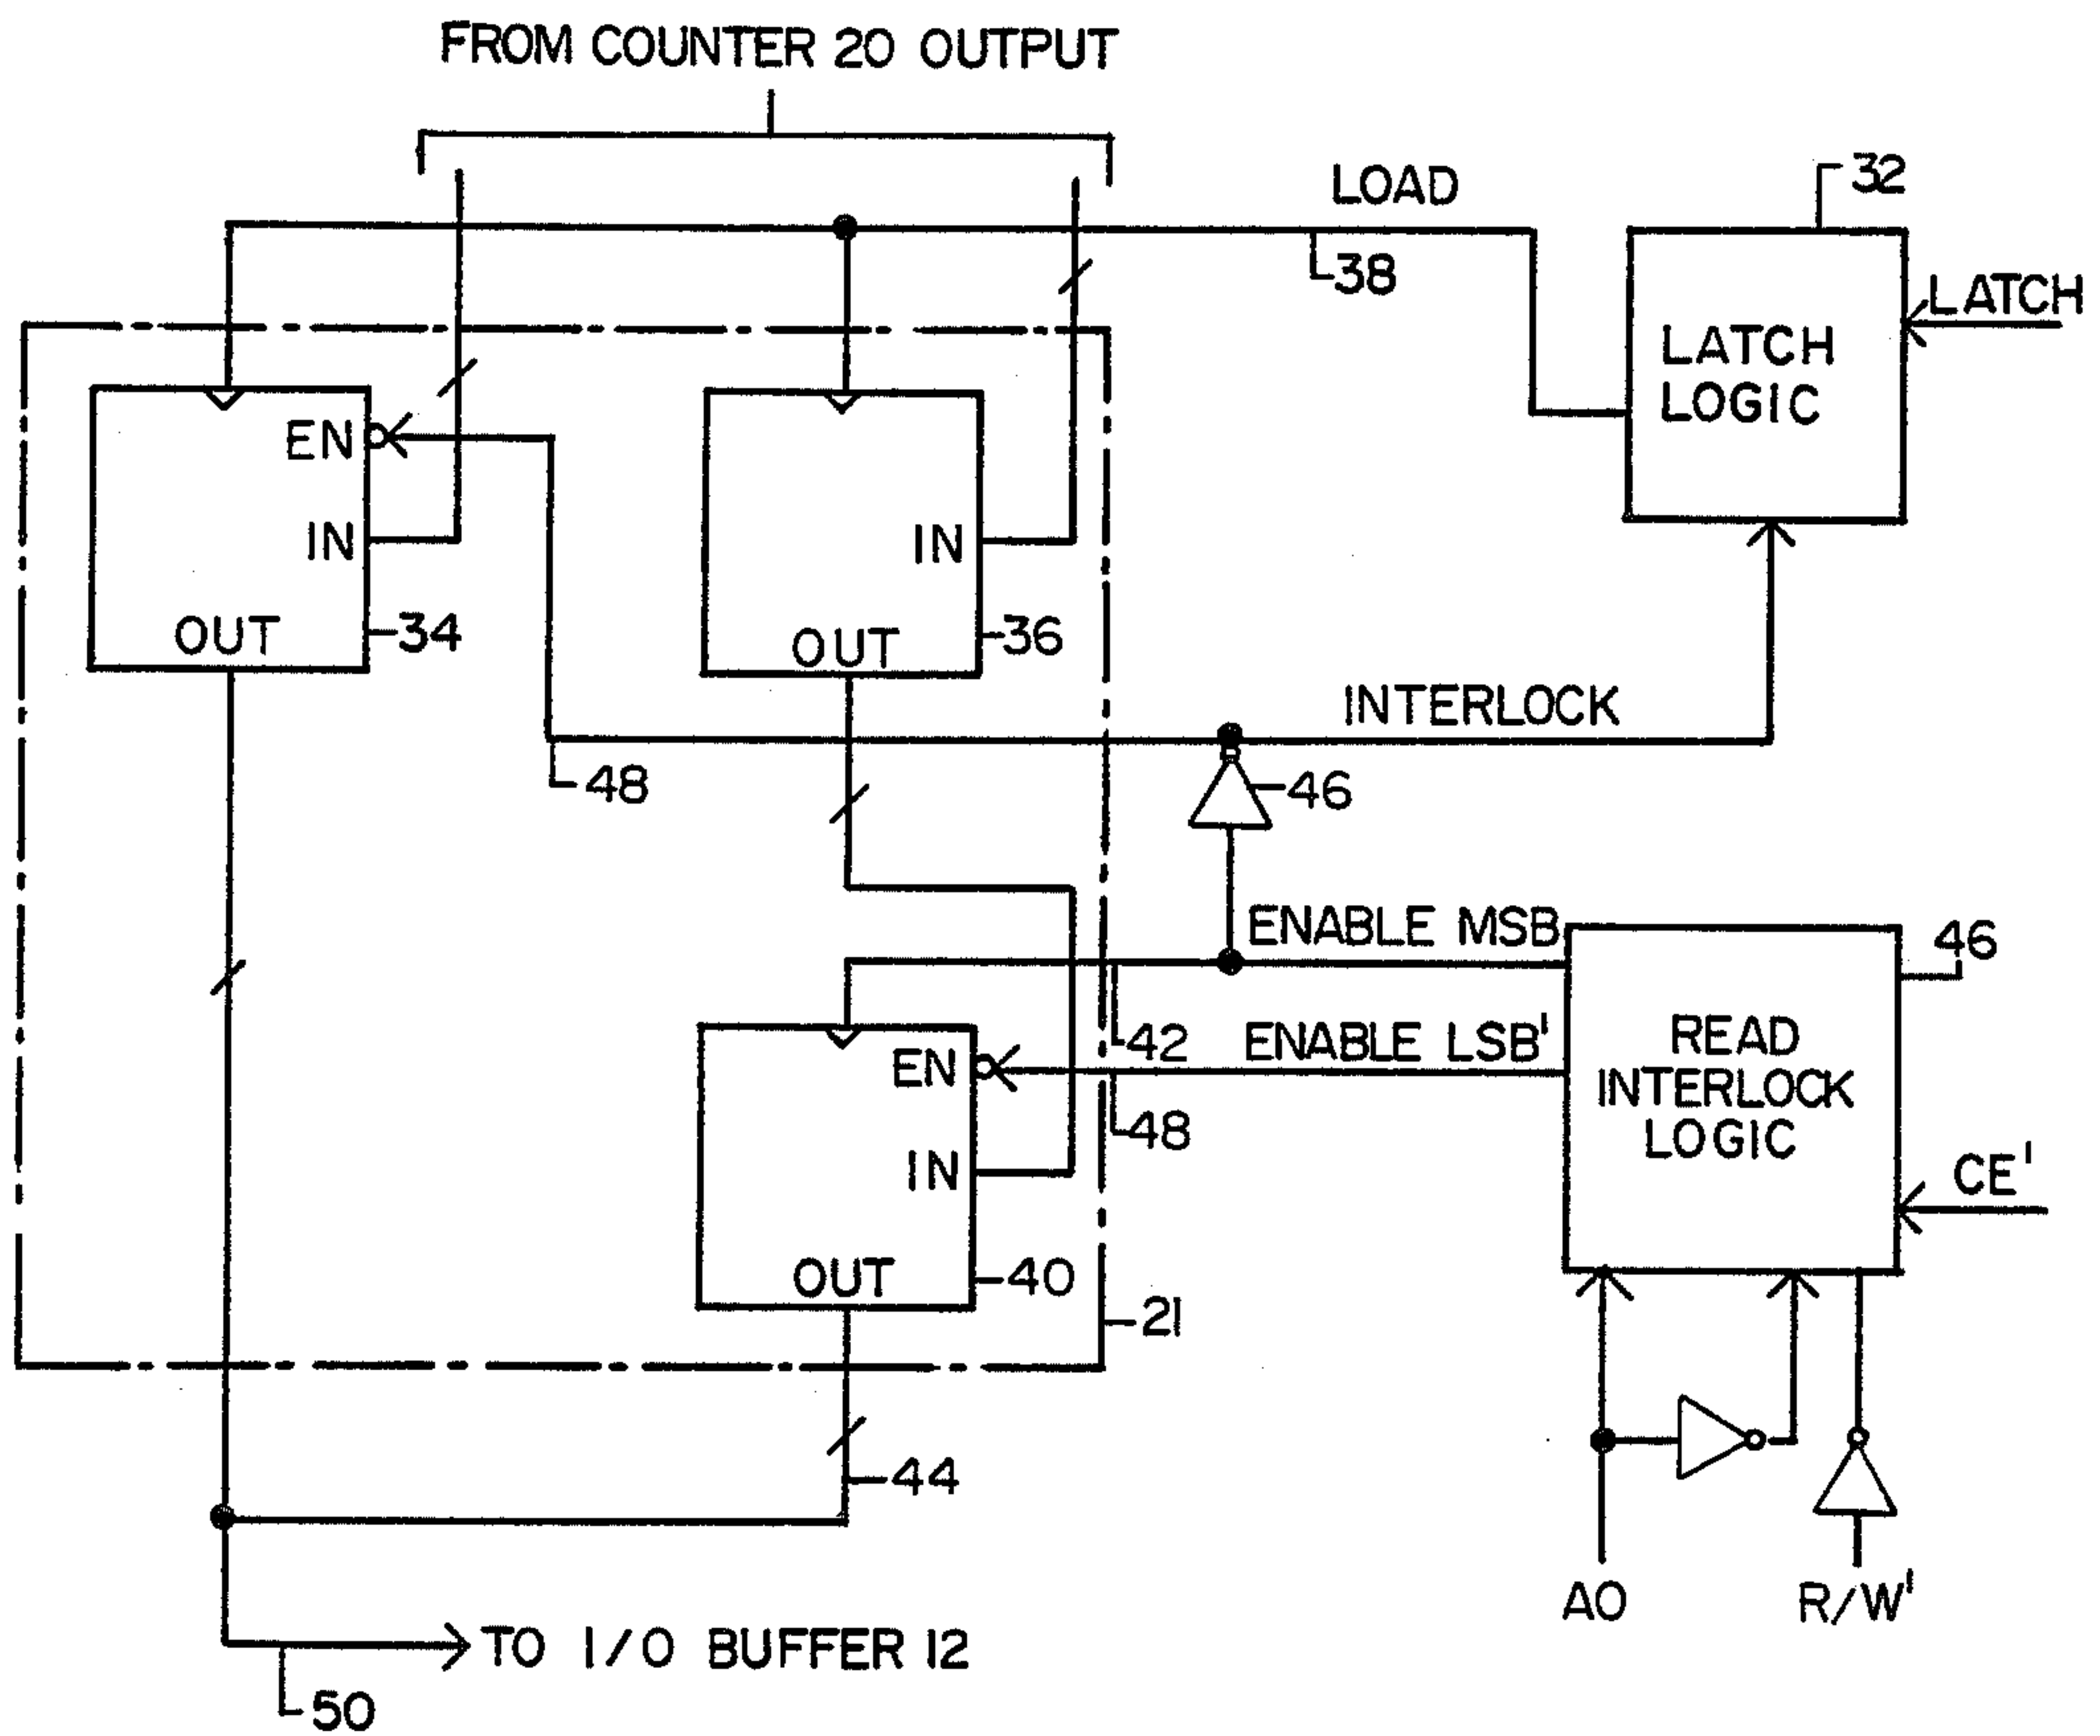 FROM COUNTER 20 OUTPUT
LOAD
32
38
LATCH
LATCH
LOGIC
EN
IN
OUT
34
IN
OUT
36
INTERLOCK
48
46
ENABLE MSB
46
42
ENABLE LSB'
READ
INTERLOCK
LOGIC
EN
48
IN
CE'
OUT
40
21
44
A0
R/W'
TO I/O BUFFER 12
50